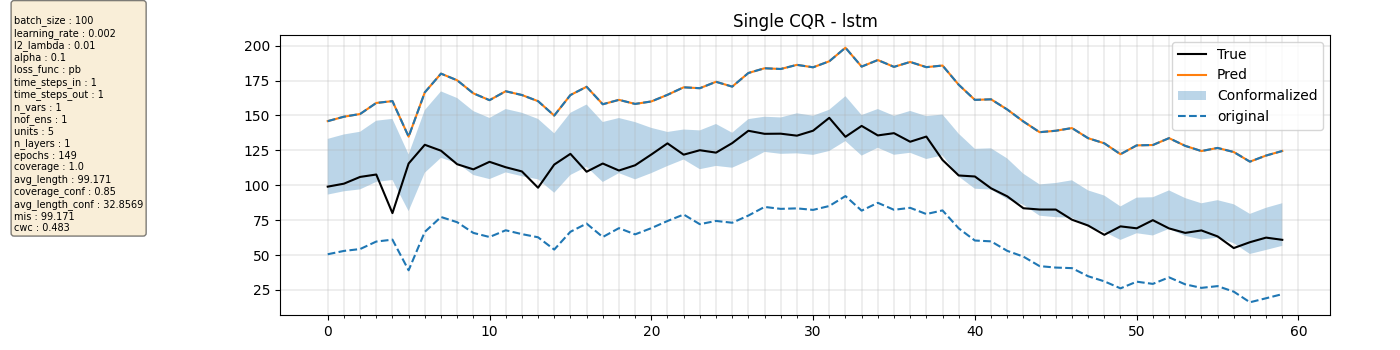 batch_size : 100
learning_rate : 0.002
l2_lambda : 0.01
alpha : 0.1
loss_func : pb
time_steps_in : 1
time_steps_out : 1
n_vars : 1
nof_ens : 1
units : 5
n_layers : 1
epochs : 149
coverage : 1.0
avg_length : 99.171
coverage_conf : 0.85
avg_length_conf : 32.8569
mis : 99.171
cwc : 0.483
Single CQR - lstm
200
175
150
125
100
75
50
25
0 10 20 30 40 50 60
True
Pred
Conformalized
original